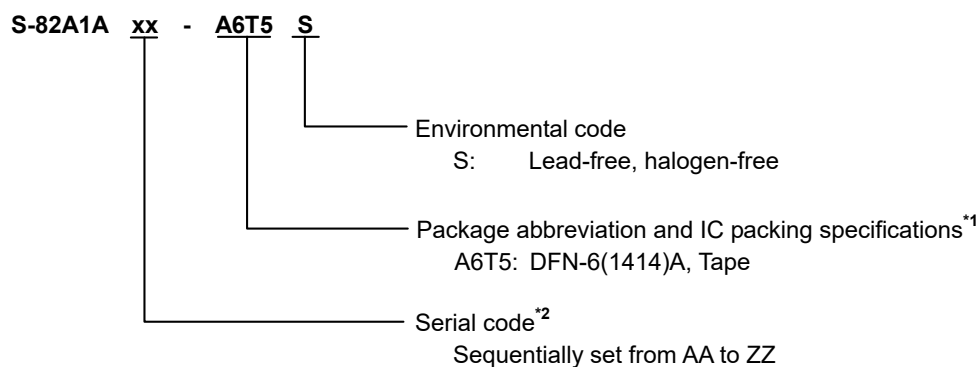 S-82A1A xx - A6T5 S
Environmental code
S: Lead-free, halogen-free
Package abbreviation and IC packing specifications*1
A6T5: DFN-6(1414)A, Tape
Serial code*2
Sequentially set from AA to ZZ